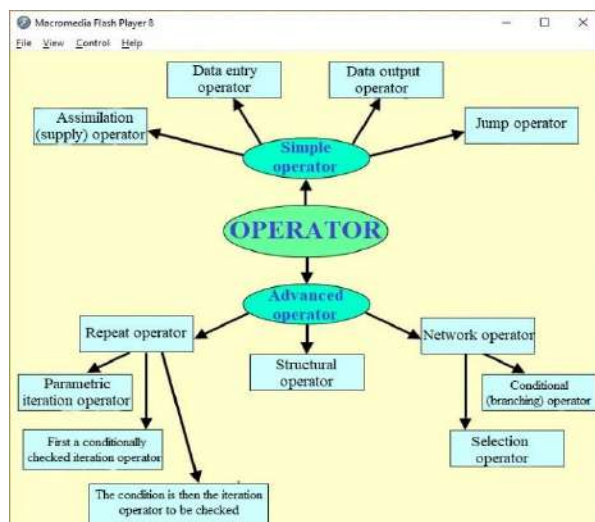 Macromedia Flash Player 8
File View Control Help
Data entry
operator
Data output
operator
Assimilation
(supply) operator
Simple
operator
Jump operator
OPERATOR
Advanced
operator
Repeat operator
Network operator
Structural
operator
Parametric
iteration operator
Conditional
(branching) operator
First a conditionally
checked iteration operator
Selection
operator
The condition is then the iteration
operator to be checked